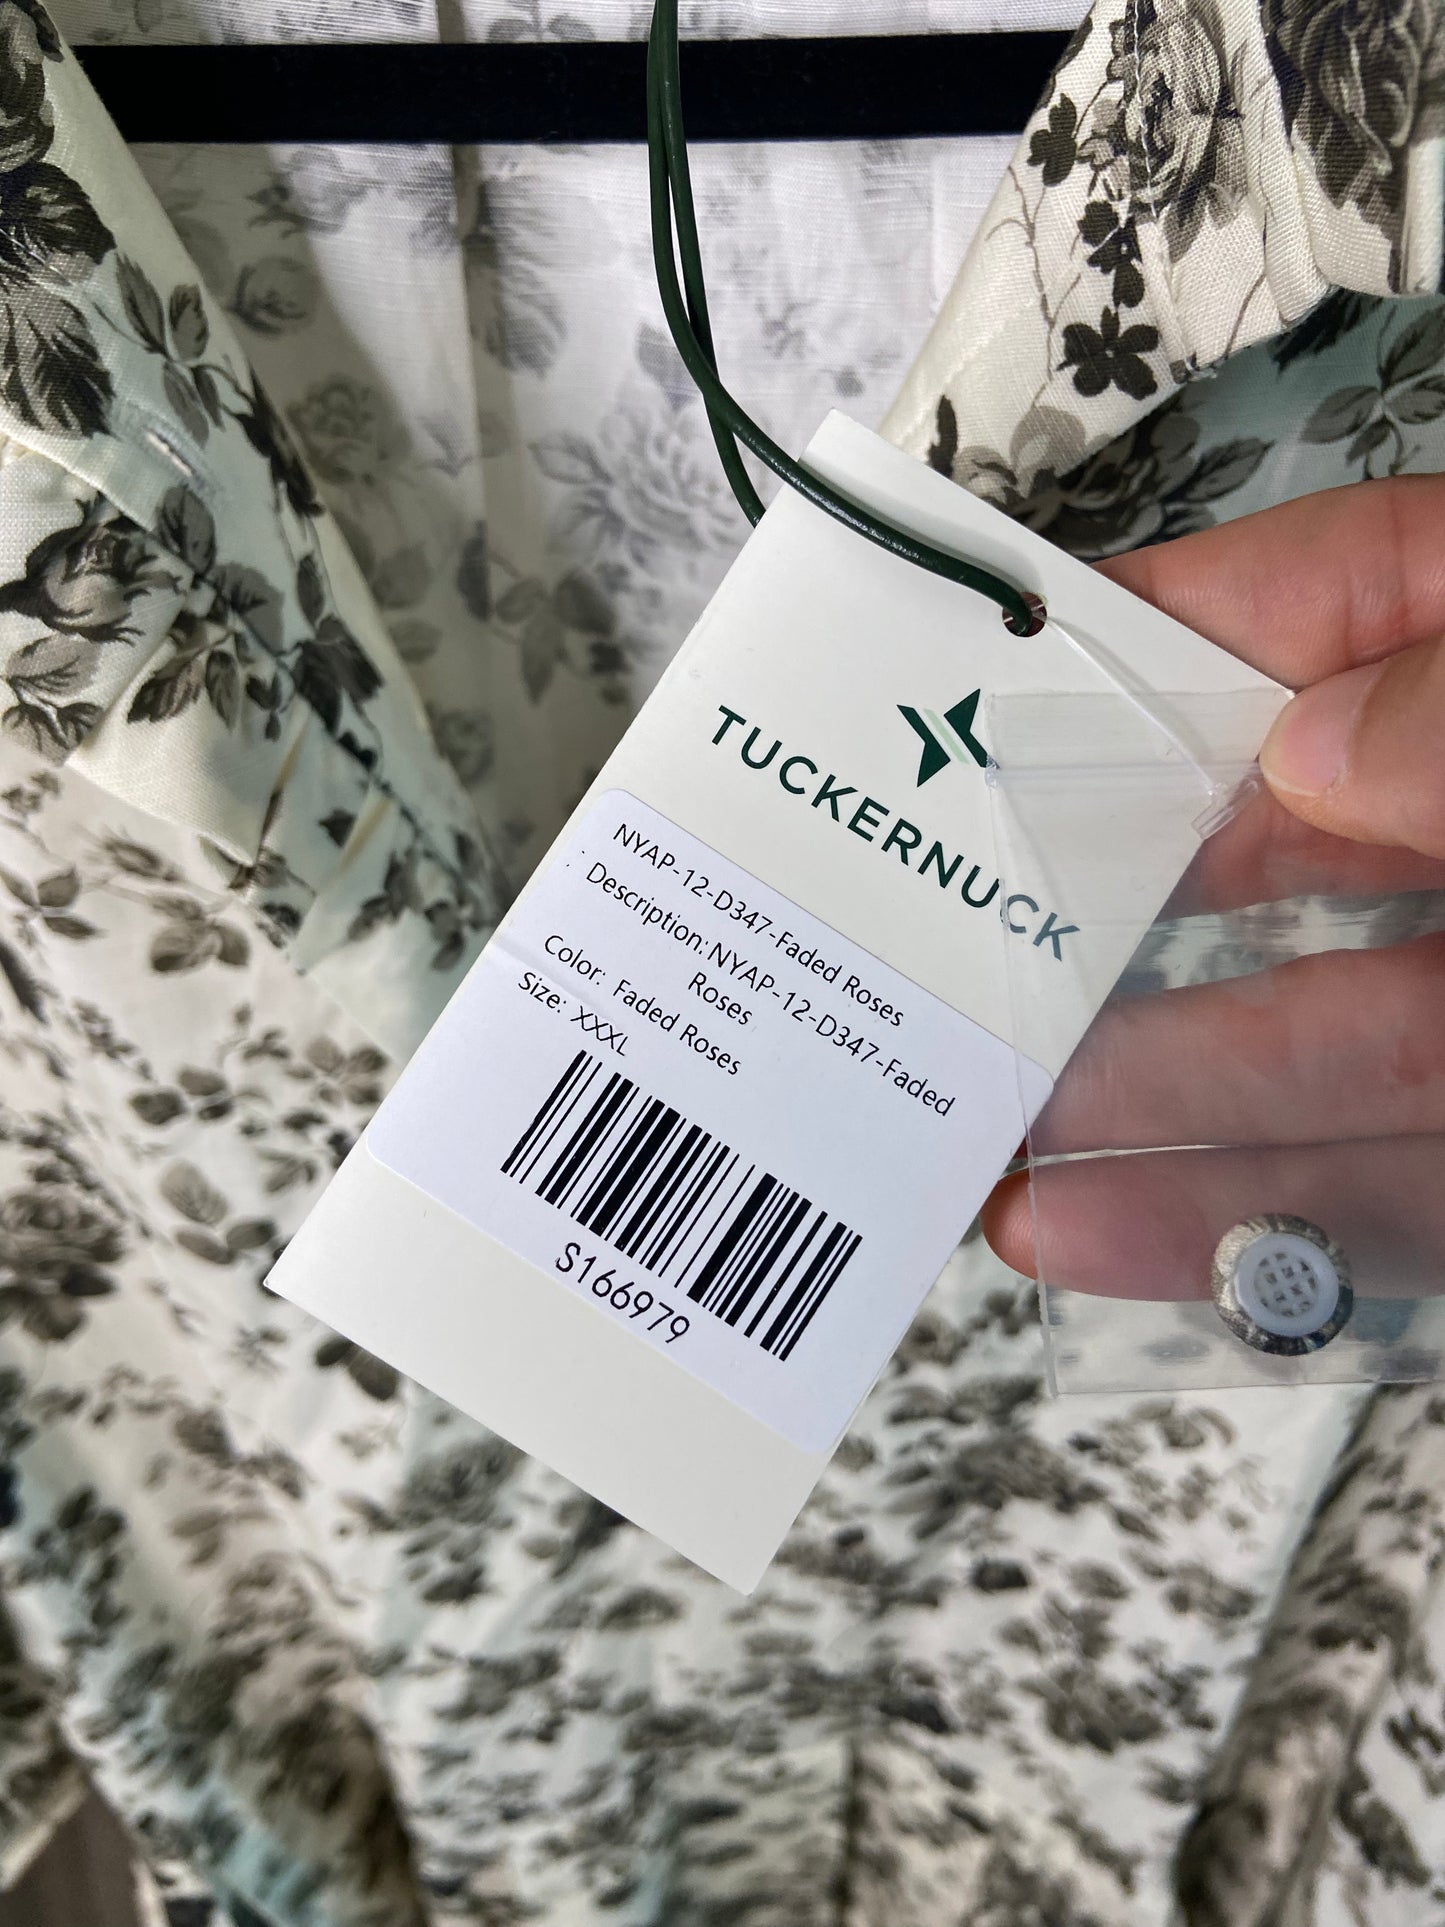 TUCKERNUCK
NYAP-12-D347-Faded Roses
Description: NYAP-12-D347-Faded
Roses
Color: Faded Roses
Size: XXXL
S166979